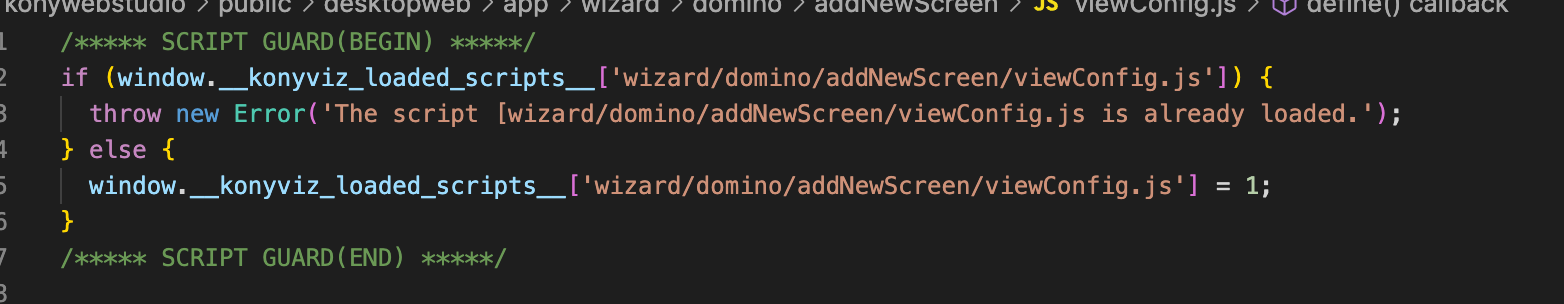 konywebstudio > public > desktopweb > app > wizard > domino > addNewScreen > JS viewConfig.js > define() callback
1 /***** SCRIPT GUARD(BEGIN) *****/
2 if (window.__konyviz_loaded_scripts__['wizard/domino/addNewScreen/viewConfig.js']) {
3 throw new Error('The script [wizard/domino/addNewScreen/viewConfig.js is already loaded.');
4 } else {
5 window.__konyviz_loaded_scripts__['wizard/domino/addNewScreen/viewConfig.js'] = 1;
6 }
7 /***** SCRIPT GUARD(END) *****/
8